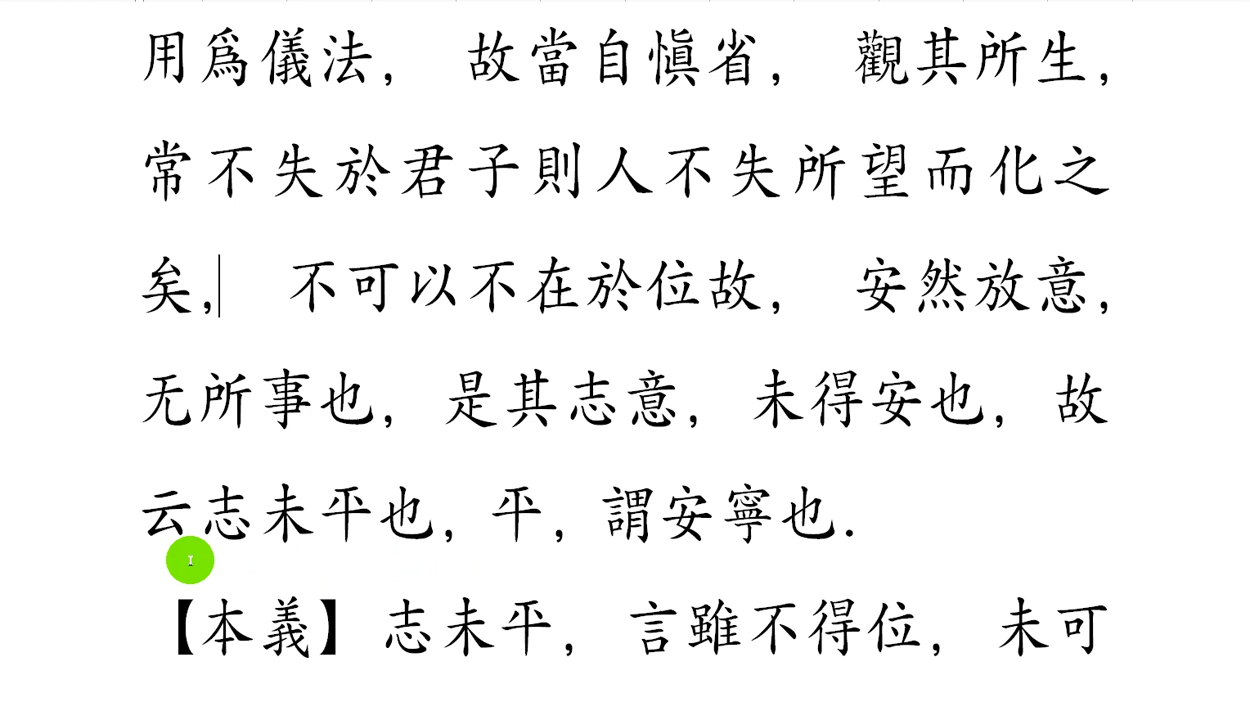 用爲儀法, 故當自愼省, 觀其所生,
常不失於君子則人不失所望而化之
矣, 不可以不在於位故, 安然放意,
无所事也, 是其志意, 未得安也, 故
云志未平也, 平, 謂安寧也.
【本義】 志未平, 言雖不得位, 未可